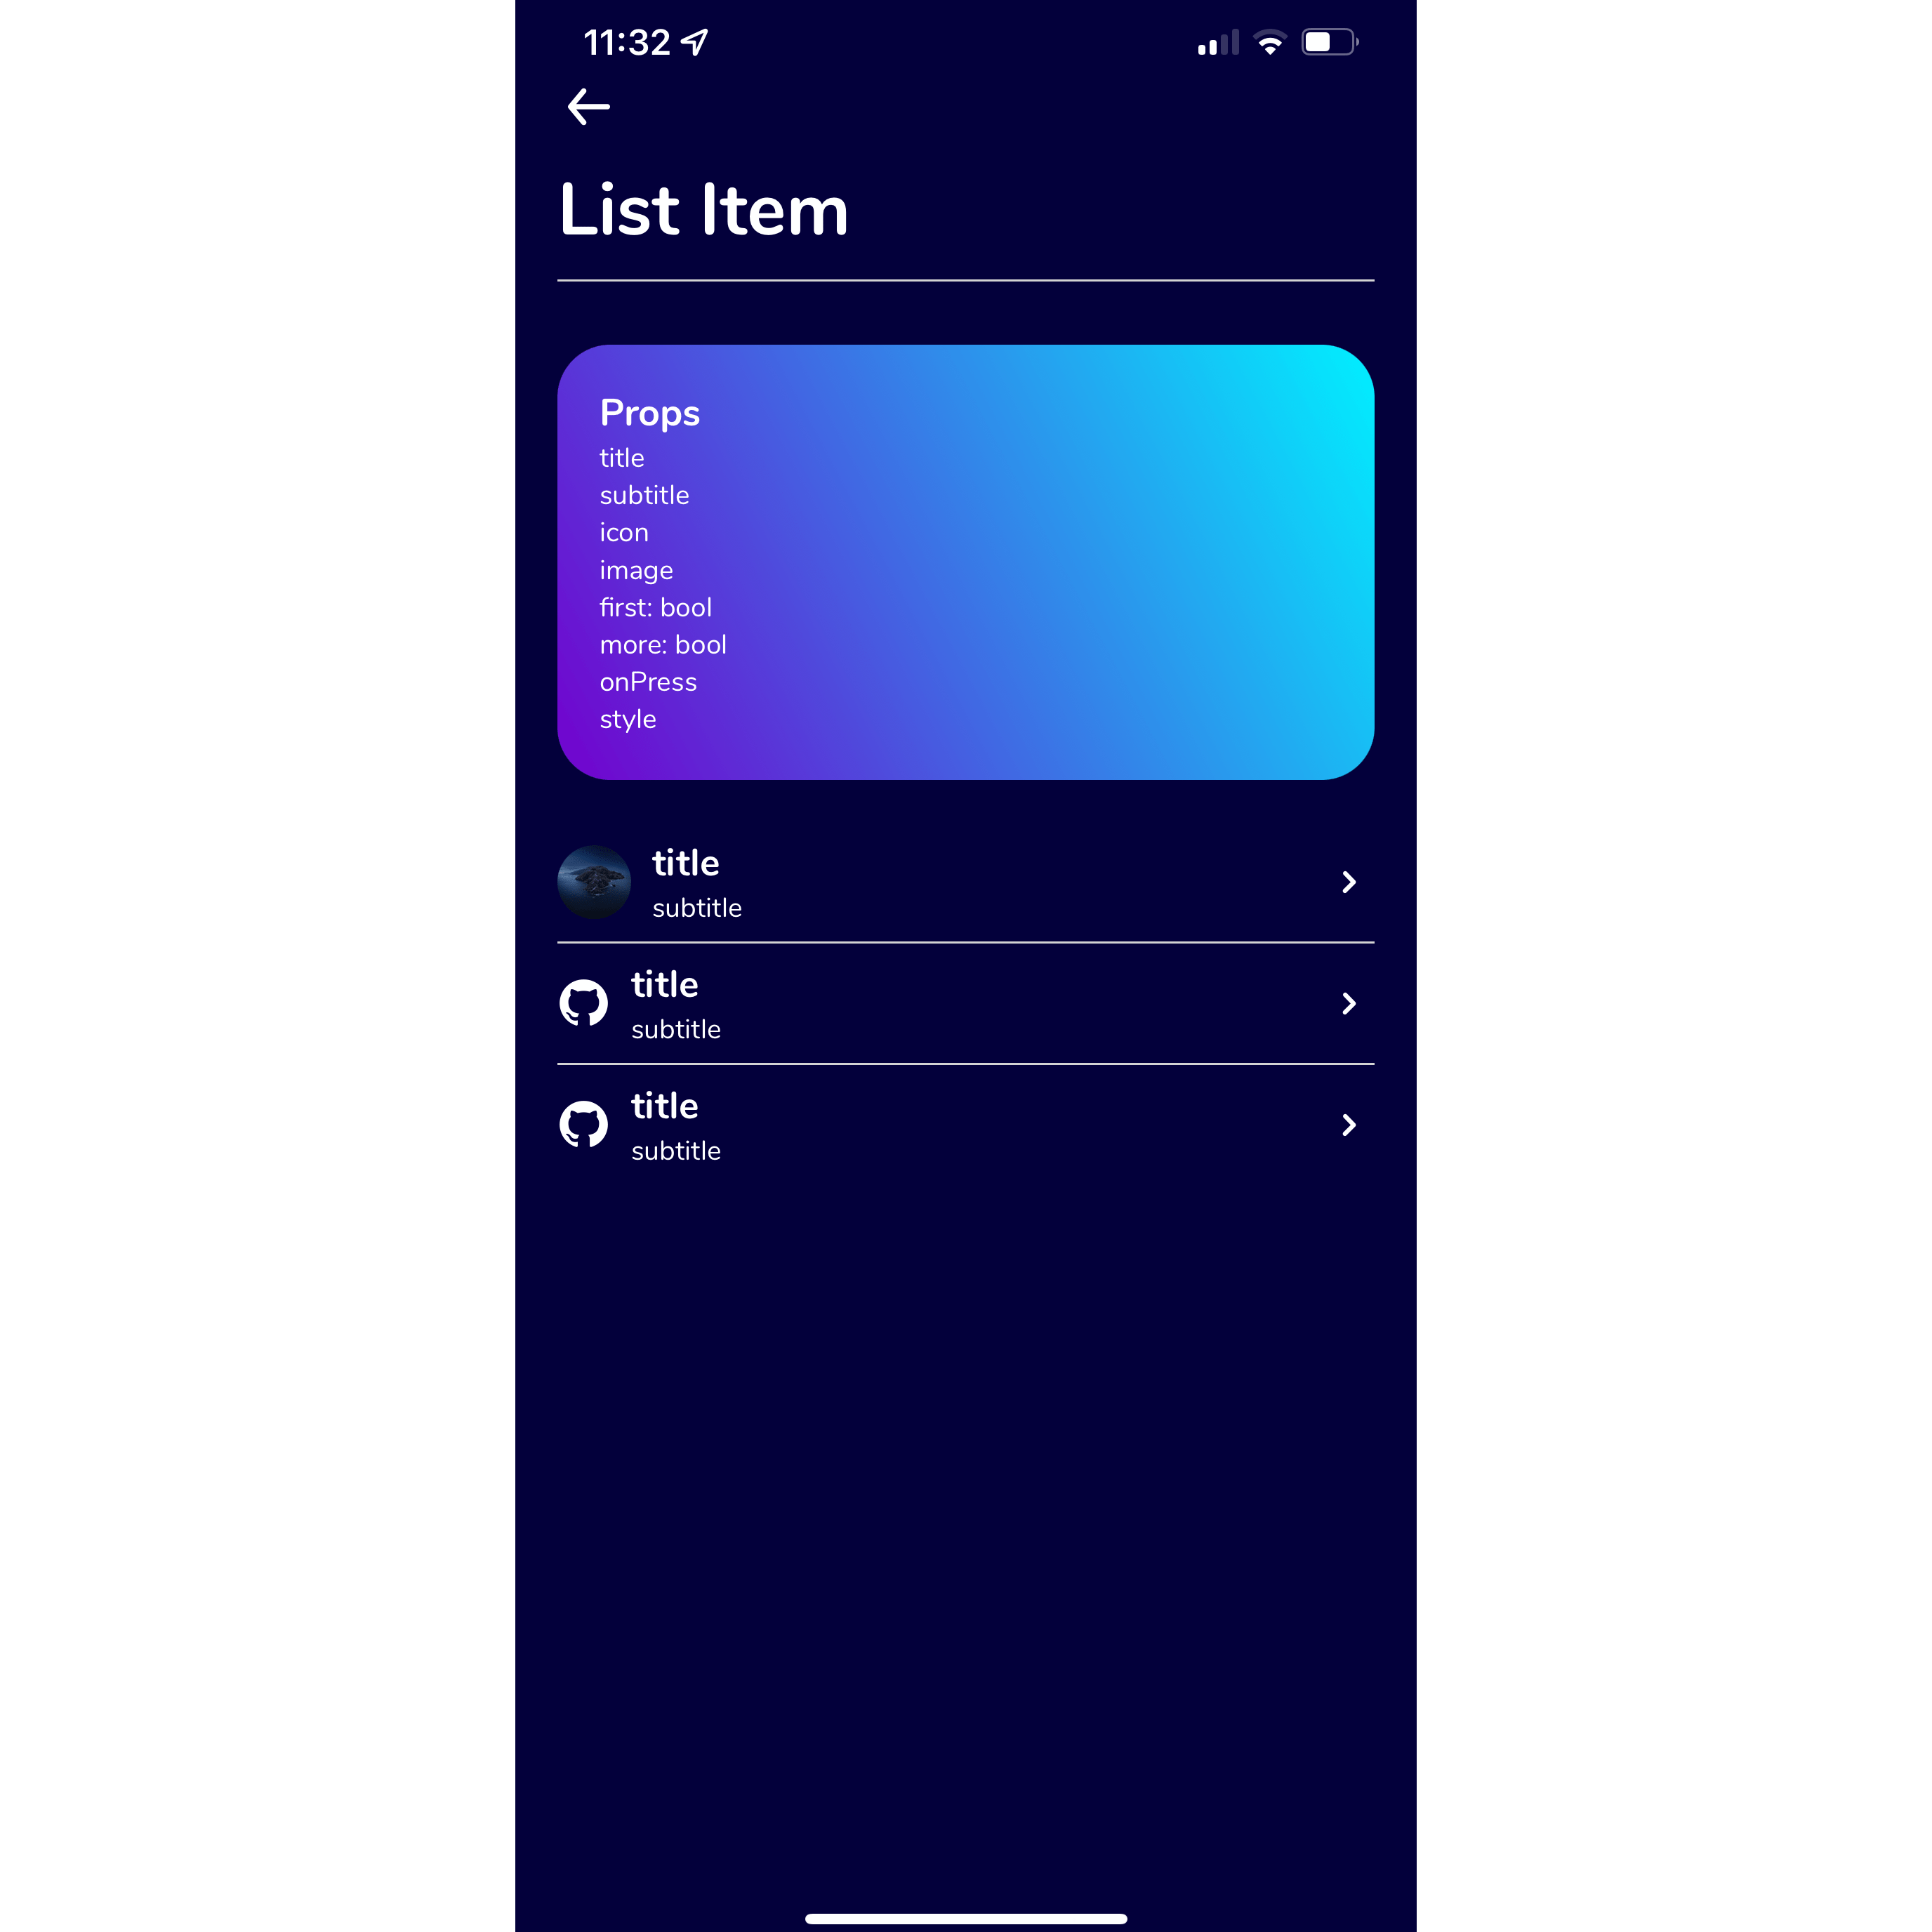 11:32
List Item
Props
title
subtitle
icon
image
first: bool
more: bool
onPress
style
title
subtitle
title
subtitle
title
subtitle